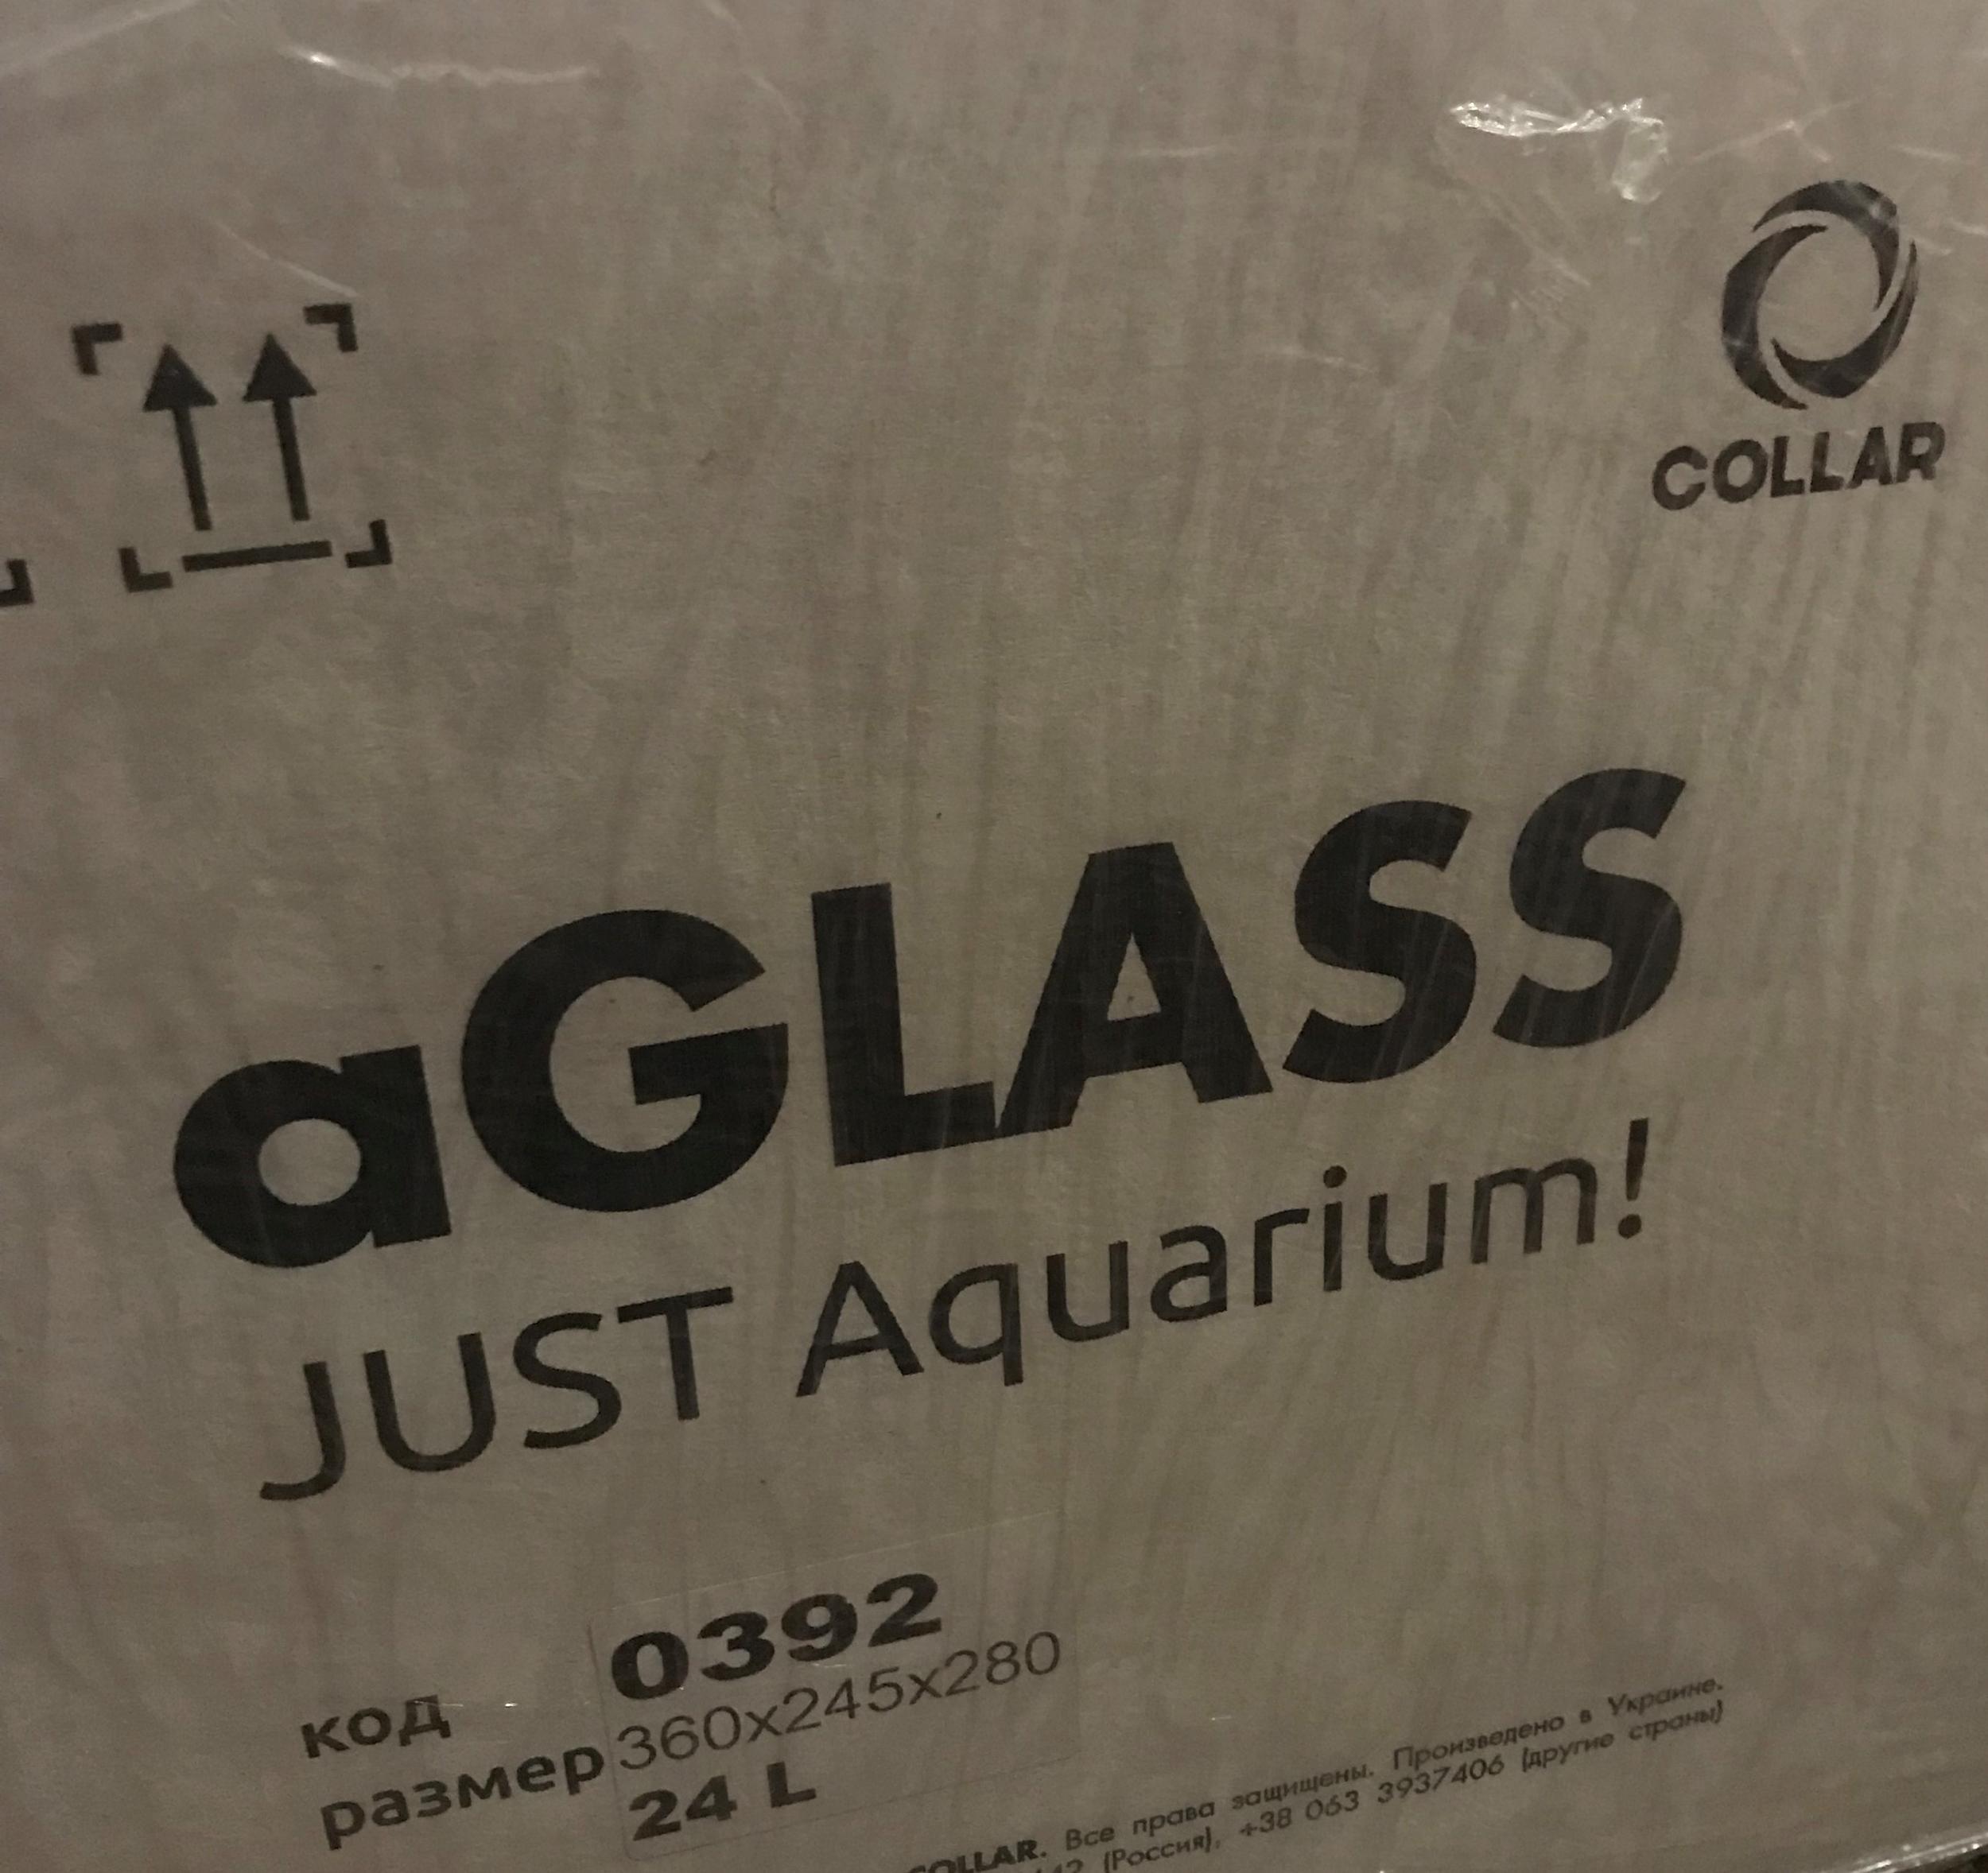 COLLAR
aGLASS
JUST Aquarium!
код 0392
размер 360x245x280
24 L
COLLAR. Все права защищены. Произведено в Украине.
(Россия), +38 063 3937406 (другие страны)